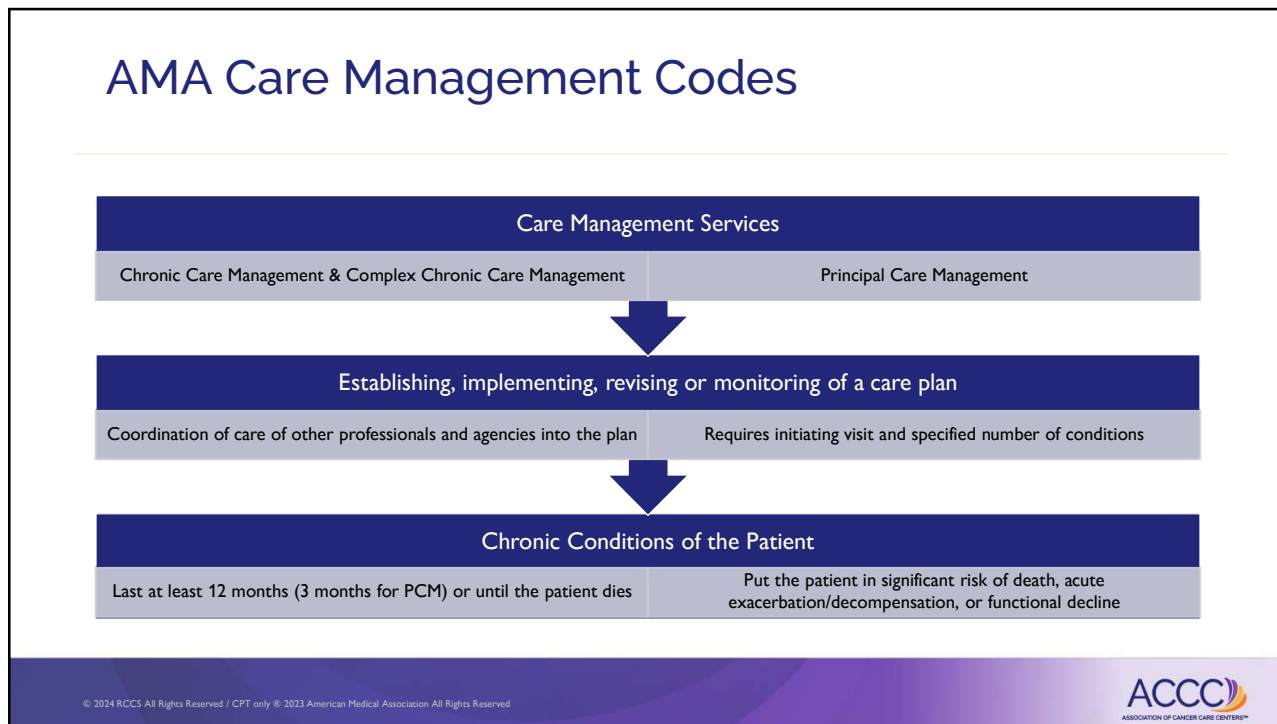 AMA Care Management Codes
Care Management Services
Chronic Care Management & Complex Chronic Care Management
Principal Care Management
Establishing, implementing, revising or monitoring of a care plan
Coordination of care of other professionals and agencies into the plan
Requires initiating visit and specified number of conditions
Chronic Conditions of the Patient
Last at least 12 months (3 months for PCM) or until the patient dies
Put the patient in significant risk of death, acute
exacerbation/decompensation, or functional decline
© 2024 RCCS All Rights Reserved / CPT only ® 2023 American Medical Association All Rights Reserved
ACCC
ASSOCIATION OF CANCER CARE CENTERS℠